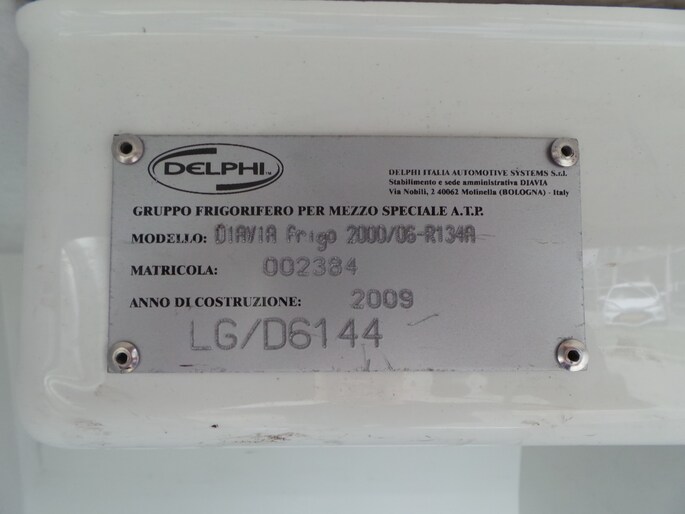 DELPHI
DELPHI ITALIA AUTOMOTIVE SYSTEMS S.r.l.
Stabilimento e sede amministrativa DIAVIA
Via Nobili, 2 40062 Molinella (BOLOGNA) - Italy
GRUPPO FRIGORIFERO PER MEZZO SPECIALE A.T.P.
MODELLO: DIAVIA Frigo 2000/06-R134A
MATRICOLA: 002384
ANNO DI COSTRUZIONE: 2009
LG/D6144